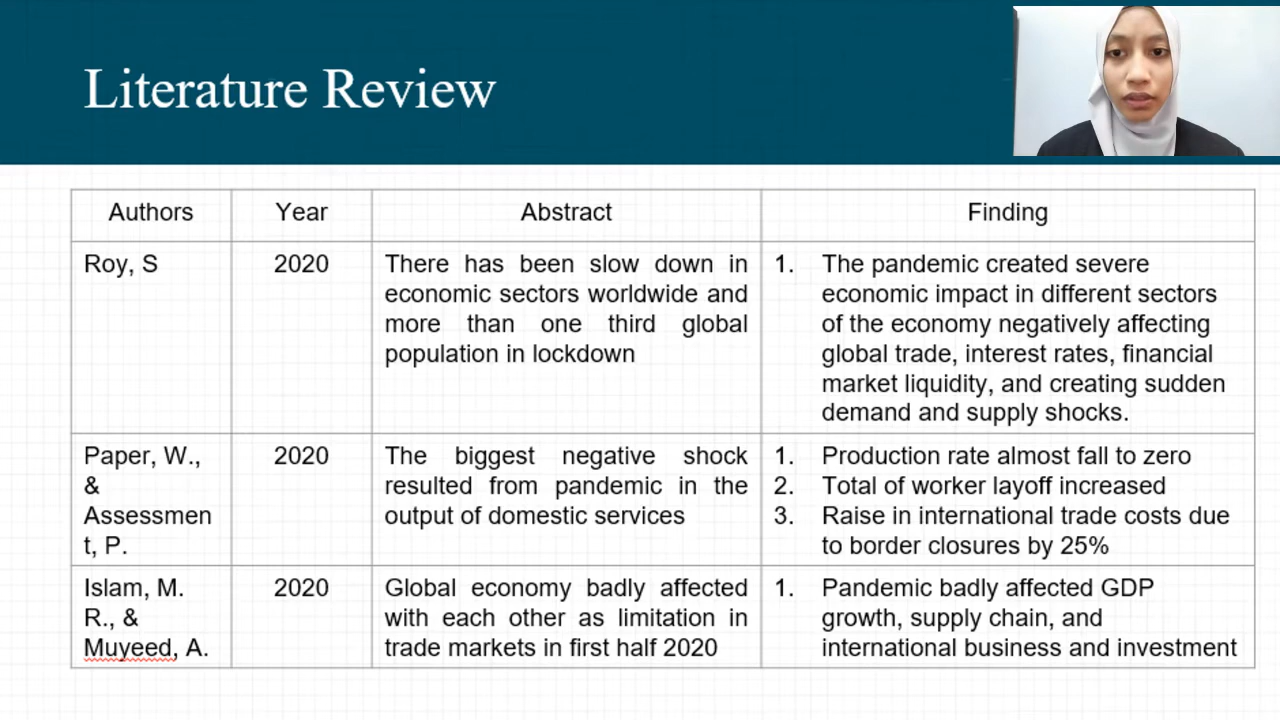 Literature Review
Authors
Year
Abstract
Finding
Roy, S
2020
There has been slow down in
economic sectors worldwide and
more than one third global
population in lockdown
1. The pandemic created severe
economic impact in different sectors
of the economy negatively affecting
global trade, interest rates, financial
market liquidity, and creating sudden
demand and supply shocks.
Paper, W.,
&
Assessmen
t, P.
2020
The biggest negative shock
resulted from pandemic in the
output of domestic services
1. Production rate almost fall to zero
2. Total of worker layoff increased
3. Raise in international trade costs due
to border closures by 25%
Islam, M.
R., &
Muyeed, A.
2020
Global economy badly affected
with each other as limitation in
trade markets in first half 2020
1. Pandemic badly affected GDP
growth, supply chain, and
international business and investment